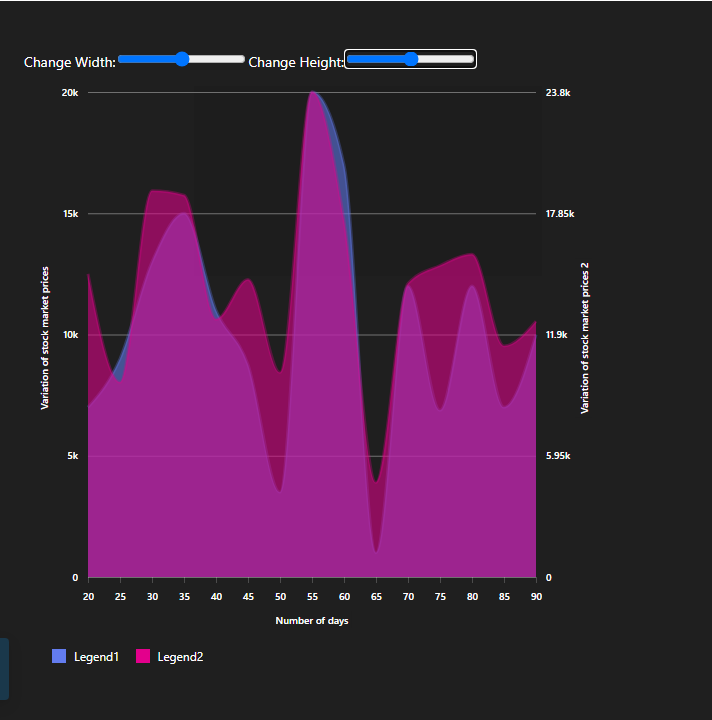 Change Width: Change Height:
20k 23.8k
15k 17.85k
Variation of stock market prices
Variation of stock market prices 2
10k 11.9k
5k 5.95k
0 0
20 25 30 35 40 45 50 55 60 65 70 75 80 85 90
Number of days
Legend1 Legend2